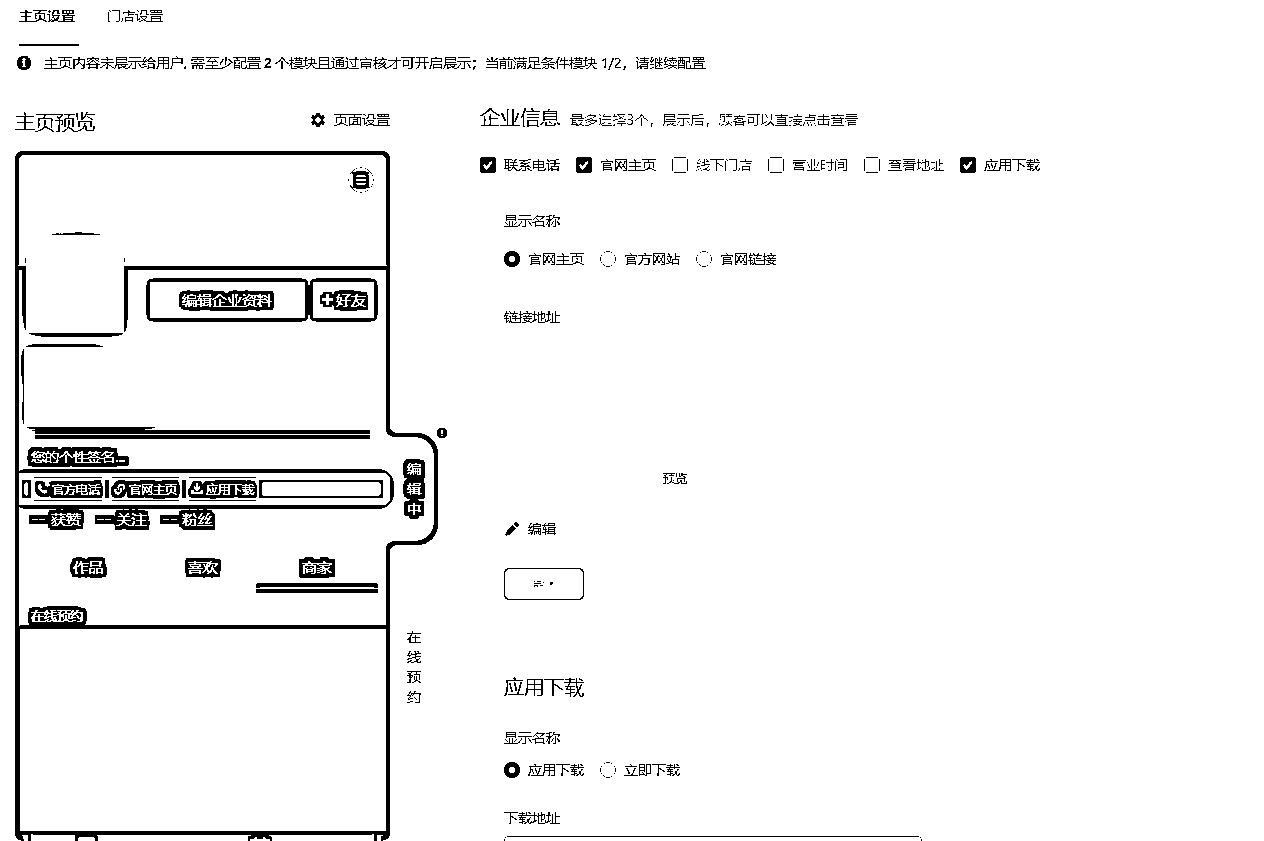 主页设置 门店设置
主页内容未展示给用户, 需至少配置 2 个模块且通过审核才可开启展示；当前满足条件模块 1/2，请继续配置
主页预览 页面设置
编辑企业资料 +好友
您的个性签名...
官方电话 | 官网主页 | 应用下载
-- 获赞 -- 关注 -- 粉丝
作品 喜欢 商家
在线预约
编辑中
在线预约
企业信息 最多选择3个，展示后，顾客可以直接点击查看
联系电话 官网主页 线下门店 营业时间 查看地址 应用下载
显示名称
官网主页 官方网站 官网链接
链接地址
预览
编辑
应用下载
显示名称
应用下载 立即下载
下载地址